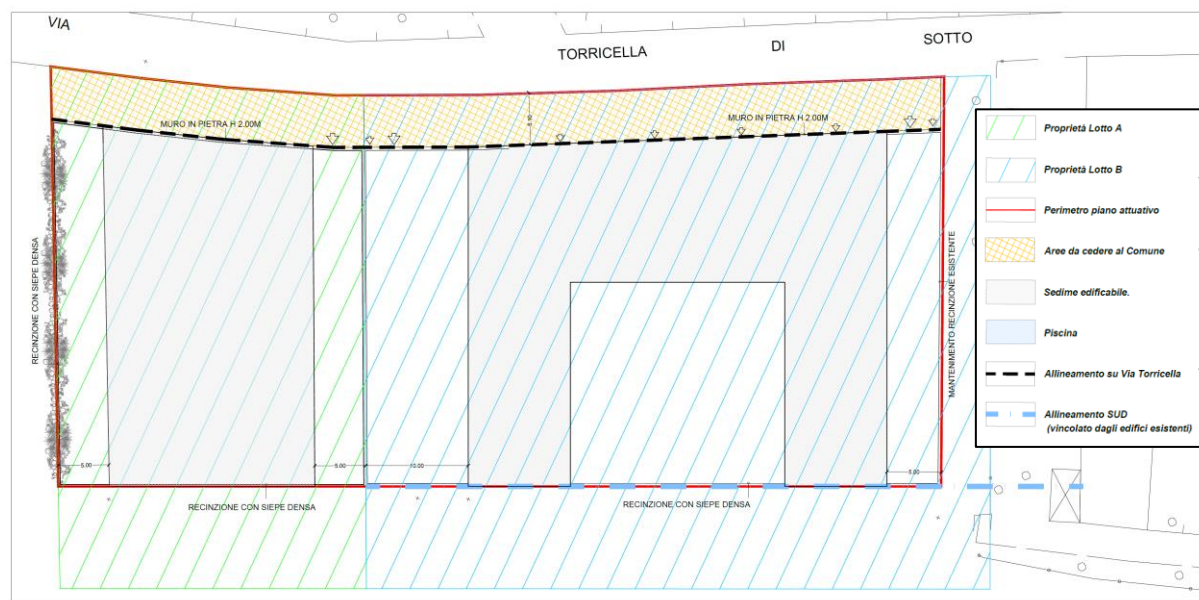 VIA
TORRICELLA
DI
SOTTO
MURO IN PIETRA H 2.00M
MURO IN PIETRA H 2.00M
RECINZIONE CON SIEPE DENSA
MANTENIMENTO RECINZIONE ESISTENTE
5.00
5.00
10.00
5.00
RECINZIONE CON SIEPE DENSA
RECINZIONE CON SIEPE DENSA
Proprietà Lotto A
Proprietà Lotto B
Perimetro piano attuativo
Aree da cedere al Comune
Sedime edificabile.
Piscina
Allineamento su Via Torricella
Allineamento SUD
(vincolato dagli edifici esistenti)